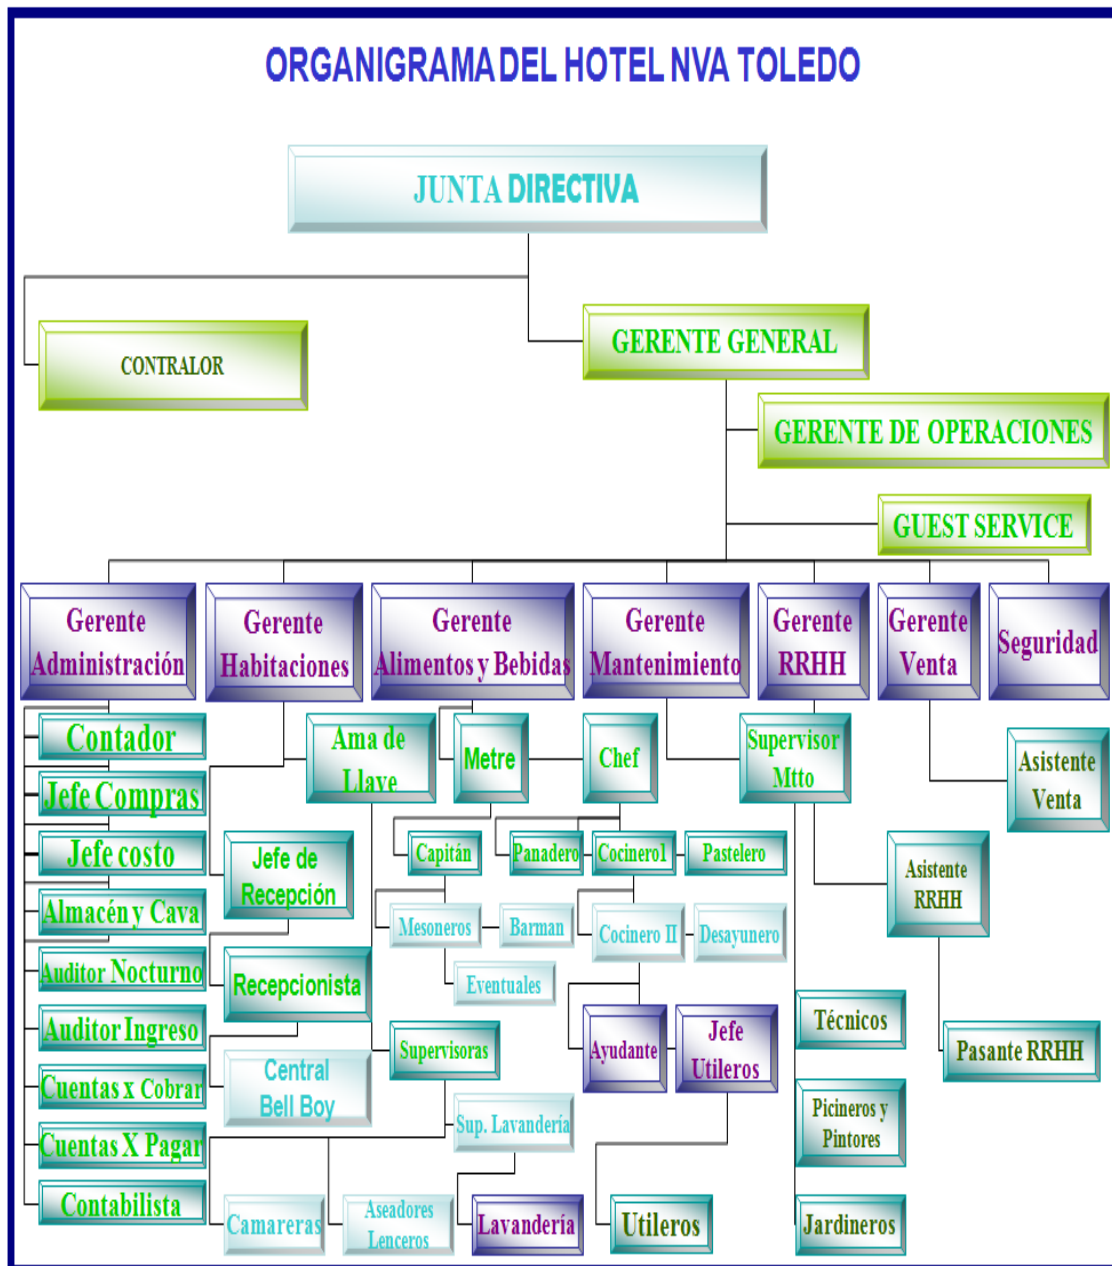 ORGANIGRAMA DEL HOTEL NVA TOLEDO
JUNTA DIRECTIVA
CONTRALOR
GERENTE GENERAL
GERENTE DE OPERACIONES
GUEST SERVICE
Gerente
Administración
Gerente
Habitaciones
Gerente
Alimentos y Bebidas
Gerente
Mantenimiento
Gerente
RRHH
Gerente
Venta
Seguridad
Contador
Jefe Compras
Jefe costo
Almacén y Cava
Auditor Nocturno
Auditor Ingreso
Cuentas x Cobrar
Cuentas X Pagar
Contabilista
Ama de
Llave
Jefe de
Recepción
Recepcionista
Central
Bell Boy
Supervisoras
Sup. Lavandería
Camareras
Aseadores
Lenceros
Lavandería
Metre
Chef
Capitán
Panadero
Cocinero1
Pastelero
Mesoneros
Barman
Cocinero II
Desayunero
Eventuales
Ayudante
Jefe
Utileros
Utileros
Supervisor
Mtto
Técnicos
Picineros y
Pintores
Jardineros
Asistente
RRHH
Pasante RRHH
Asistente
Venta